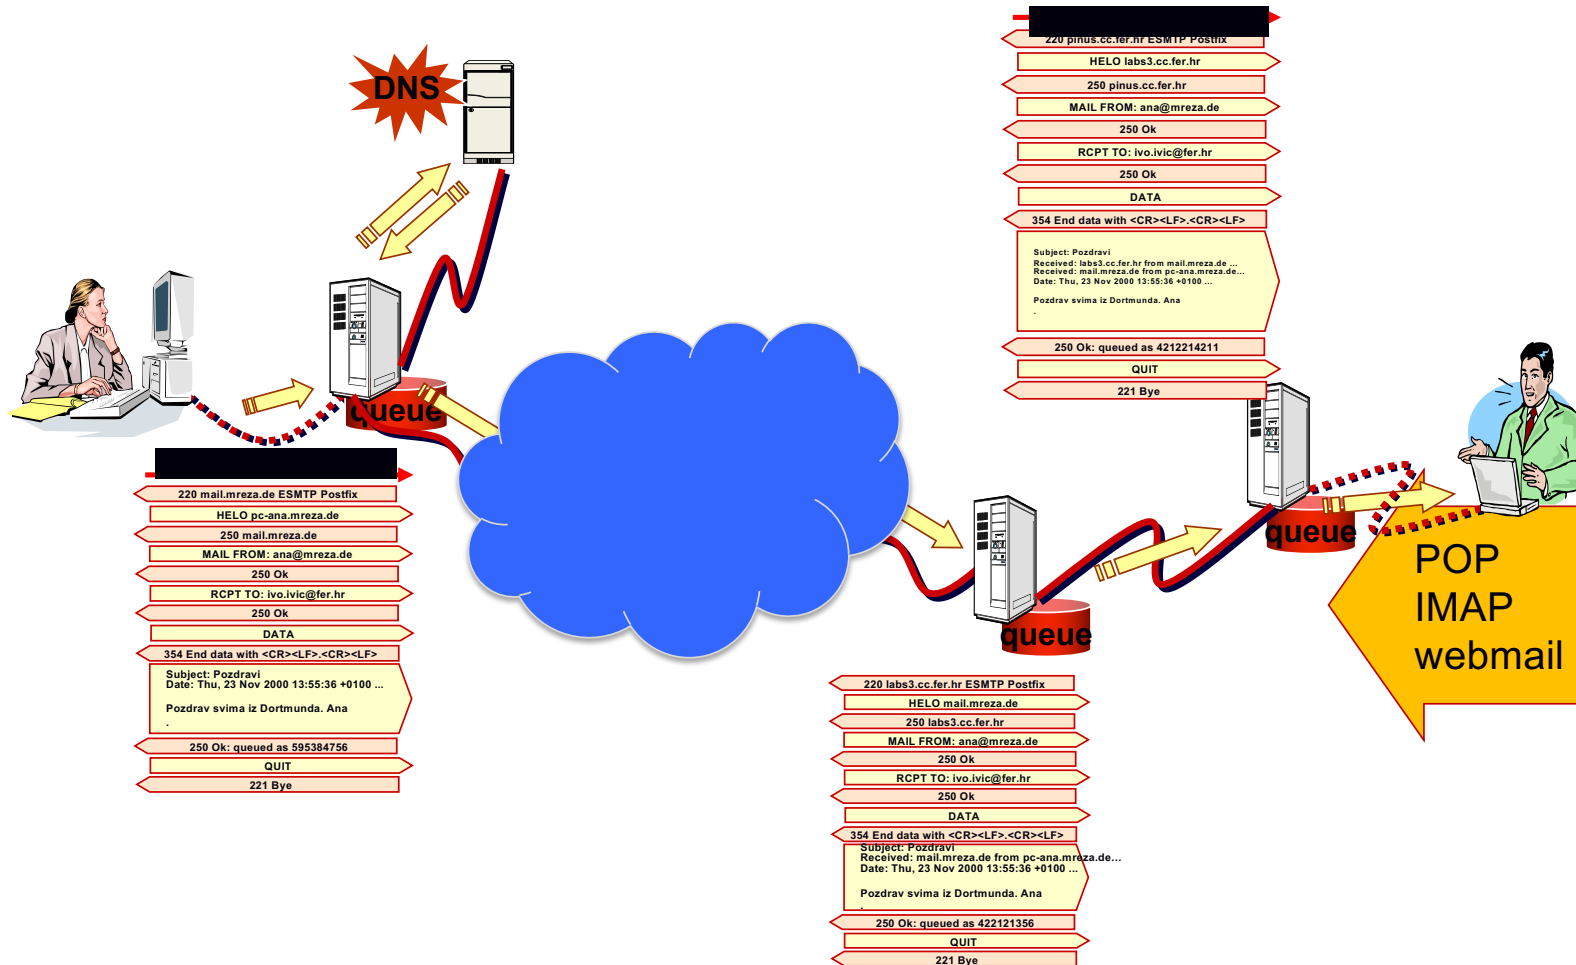 DNS
queue
220 mail.mreza.de ESMTP Postfix
HELO pc-ana.mreza.de
250 mail.mreza.de
MAIL FROM: ana@mreza.de
250 Ok
RCPT TO: ivo.ivic@fer.hr
250 Ok
DATA
354 End data with <CR><LF>.<CR><LF>
Subject: Pozdravi
Date: Thu, 23 Nov 2000 13:55:36 +0100 ...
Pozdrav svima iz Dortmunda. Ana
.
250 Ok: queued as 595384756
QUIT
221 Bye
queue
220 labs3.cc.fer.hr ESMTP Postfix
HELO mail.mreza.de
250 labs3.cc.fer.hr
MAIL FROM: ana@mreza.de
250 Ok
RCPT TO: ivo.ivic@fer.hr
250 Ok
DATA
354 End data with <CR><LF>.<CR><LF>
Subject: Pozdravi
Received: mail.mreza.de from pc-ana.mreza.de...
Date: Thu, 23 Nov 2000 13:55:36 +0100 ...
Pozdrav svima iz Dortmunda. Ana
.
250 Ok: queued as 422121356
QUIT
221 Bye
220 pinus.cc.fer.hr ESMTP Postfix
HELO labs3.cc.fer.hr
250 pinus.cc.fer.hr
MAIL FROM: ana@mreza.de
250 Ok
RCPT TO: ivo.ivic@fer.hr
250 Ok
DATA
354 End data with <CR><LF>.<CR><LF>
Subject: Pozdravi
Received: labs3.cc.fer.hr from mail.mreza.de ...
Received: mail.mreza.de from pc-ana.mreza.de...
Date: Thu, 23 Nov 2000 13:55:36 +0100 ...
Pozdrav svima iz Dortmunda. Ana
.
250 Ok: queued as 4212214211
QUIT
221 Bye
queue
POP
IMAP
webmail